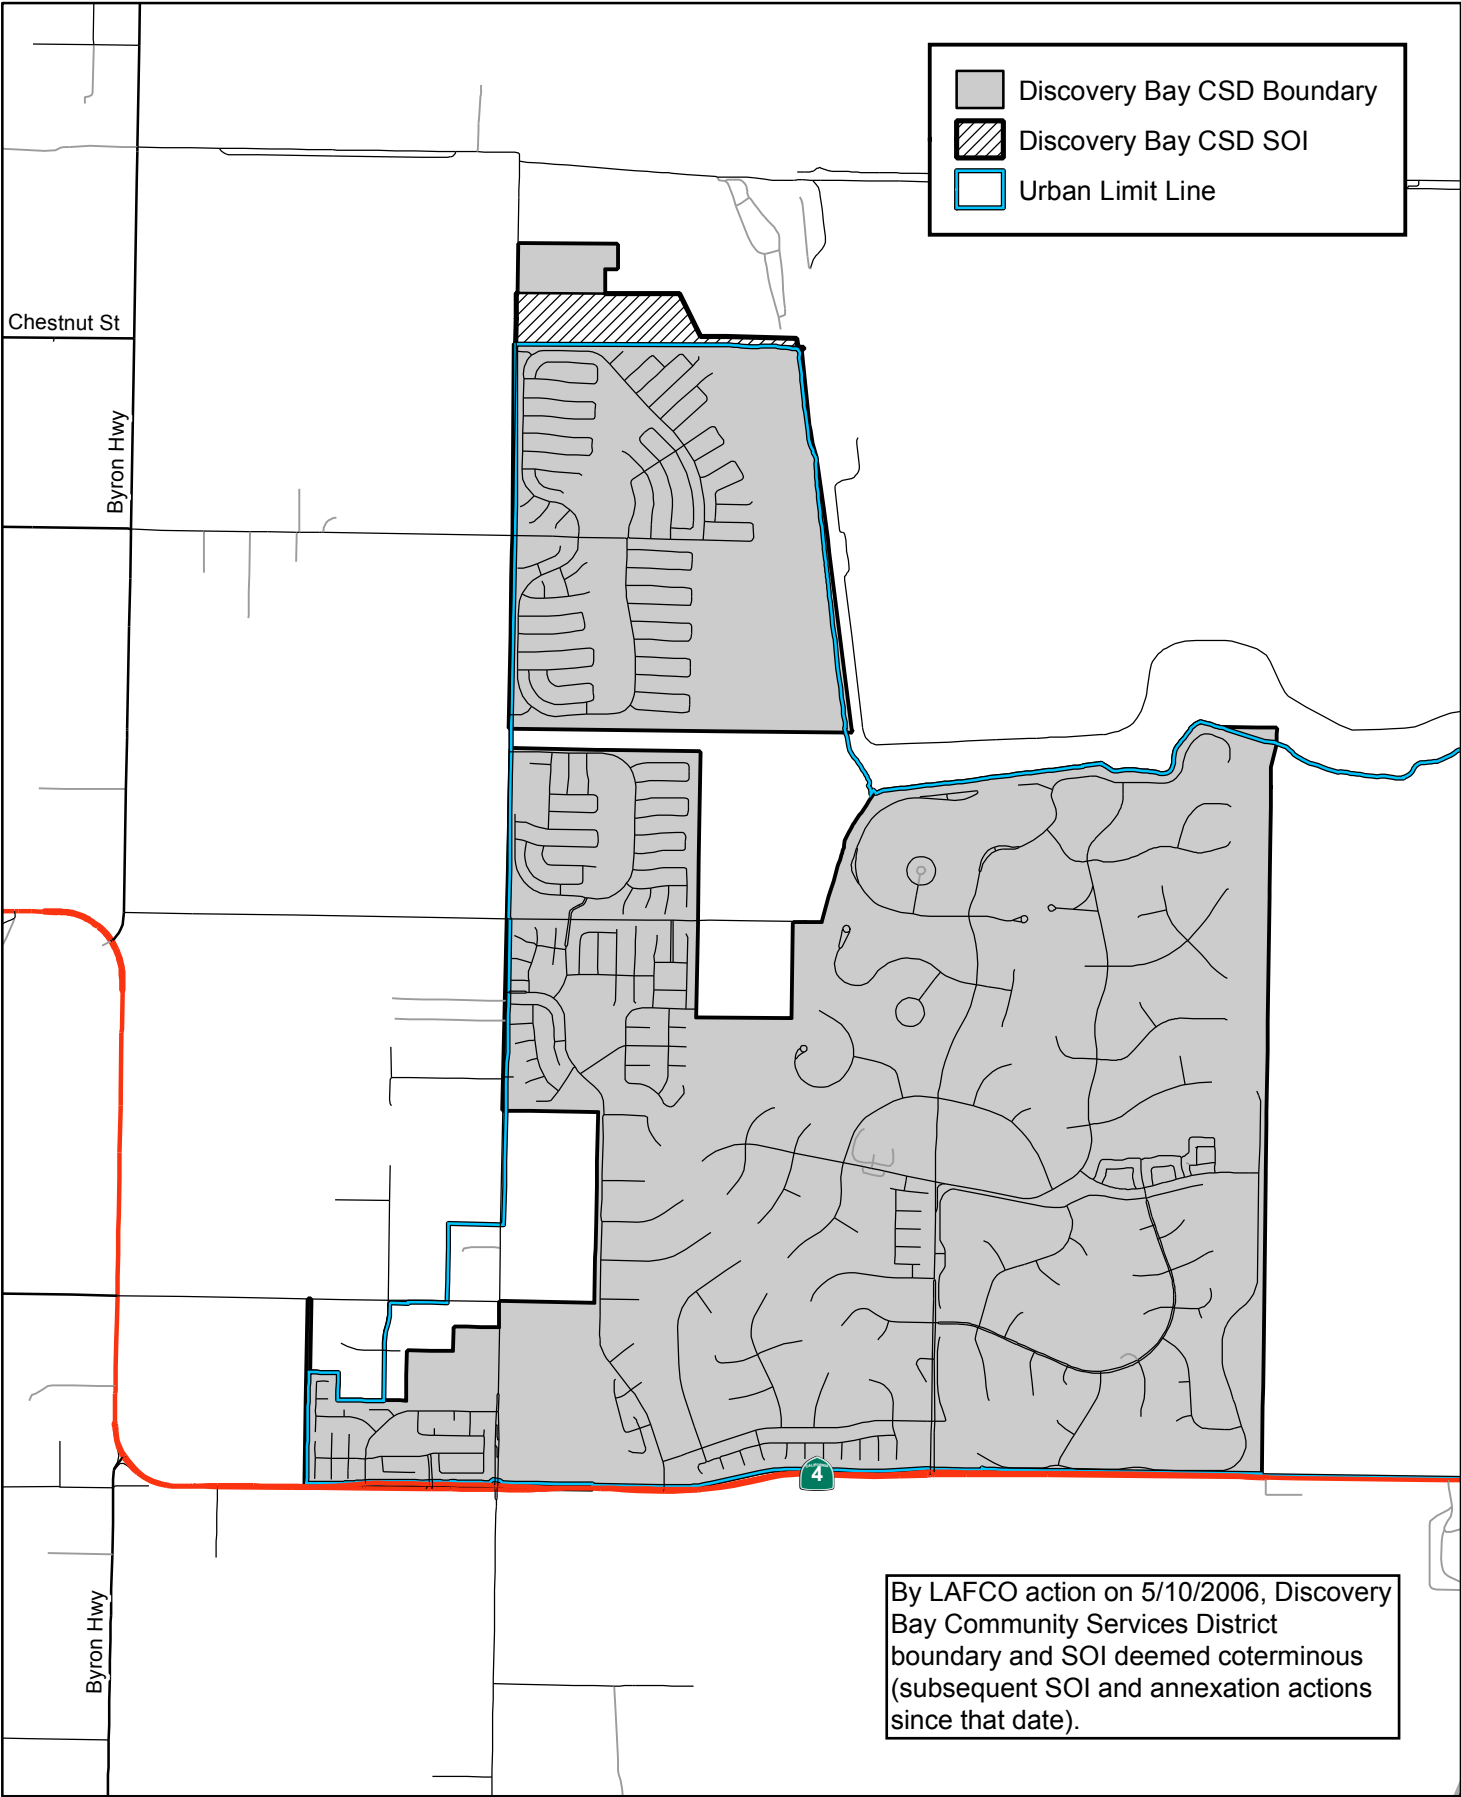 Discovery Bay CSD Boundary
Discovery Bay CSD SOI
Urban Limit Line
Chestnut St
Byron Hwy
4
By LAFCO action on 5/10/2006, Discovery
Bay Community Services District
boundary and SOI deemed coterminous
(subsequent SOI and annexation actions
since that date).
Byron Hwy